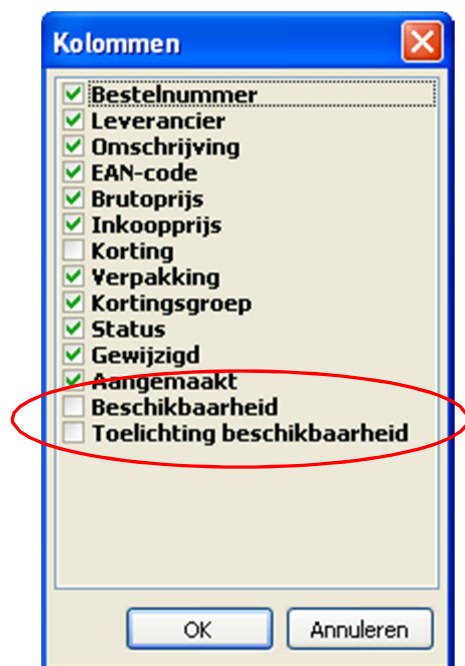 Kolommen
Bestelnummer
Leverancier
Omschrijving
EAN-code
Brutoprijs
Inkoopprijs
Korting
Verpakking
Kortingsgroep
Status
Gewijzigd
Aangemaakt
Beschikbaarheid
Toelichting beschikbaarheid
OK Annuleren